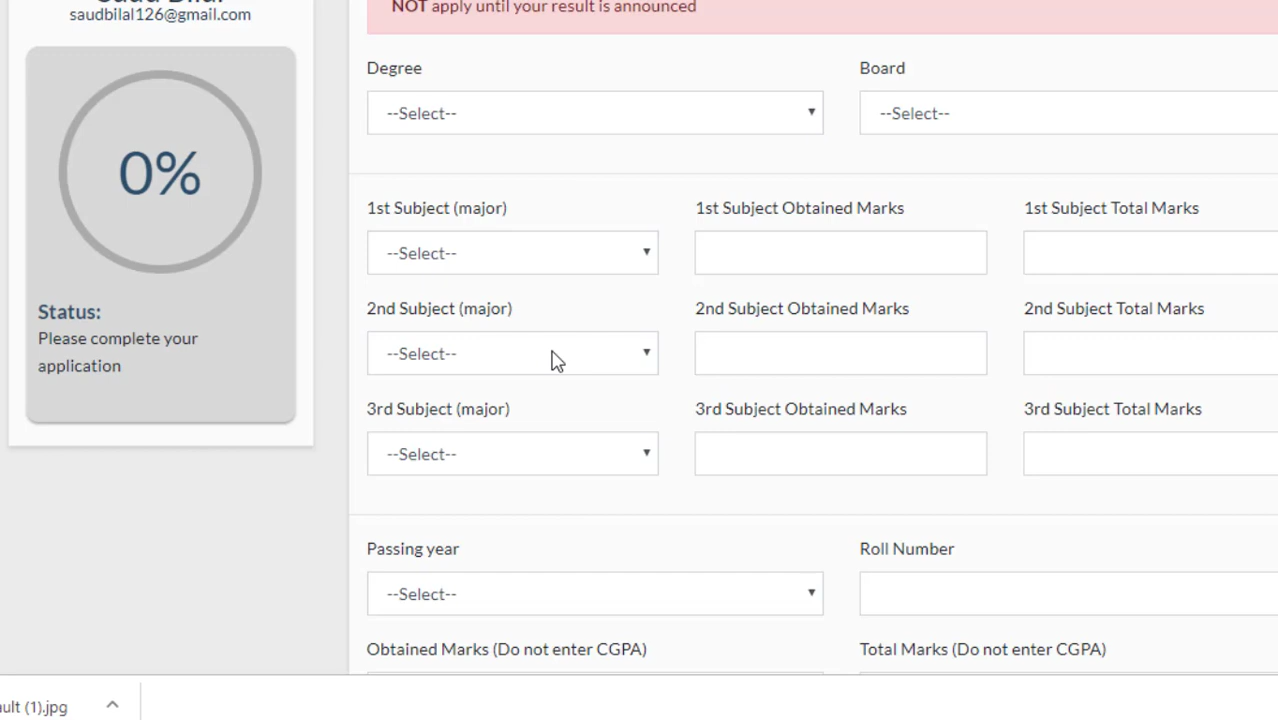 Saud Bilal
saudbilal126@gmail.com
0%
Status:
Please complete your
application
NOT apply until your result is announced
Degree
Board
--Select--
--Select--
1st Subject (major)
1st Subject Obtained Marks
1st Subject Total Marks
--Select--
2nd Subject (major)
2nd Subject Obtained Marks
2nd Subject Total Marks
--Select--
3rd Subject (major)
3rd Subject Obtained Marks
3rd Subject Total Marks
--Select--
Passing year
Roll Number
--Select--
Obtained Marks (Do not enter CGPA)
Total Marks (Do not enter CGPA)
ault (1).jpg